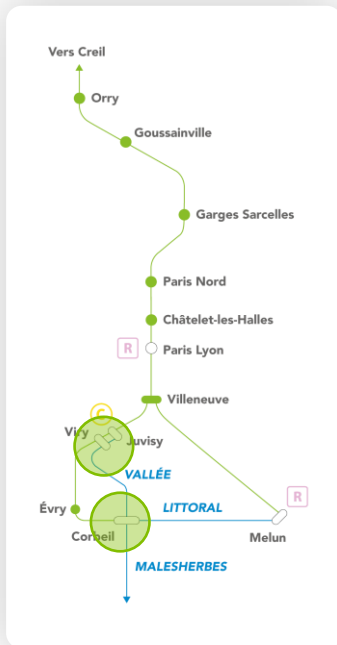 Vers Creil
Orry
Goussainville
Garges Sarcelles
Paris Nord
Châtelet-les-Halles
R
Paris Lyon
Villeneuve
C
Viry
Juvisy
VALLÉE
R
Évry
LITTORAL
Corbeil
Melun
MALESHERBES